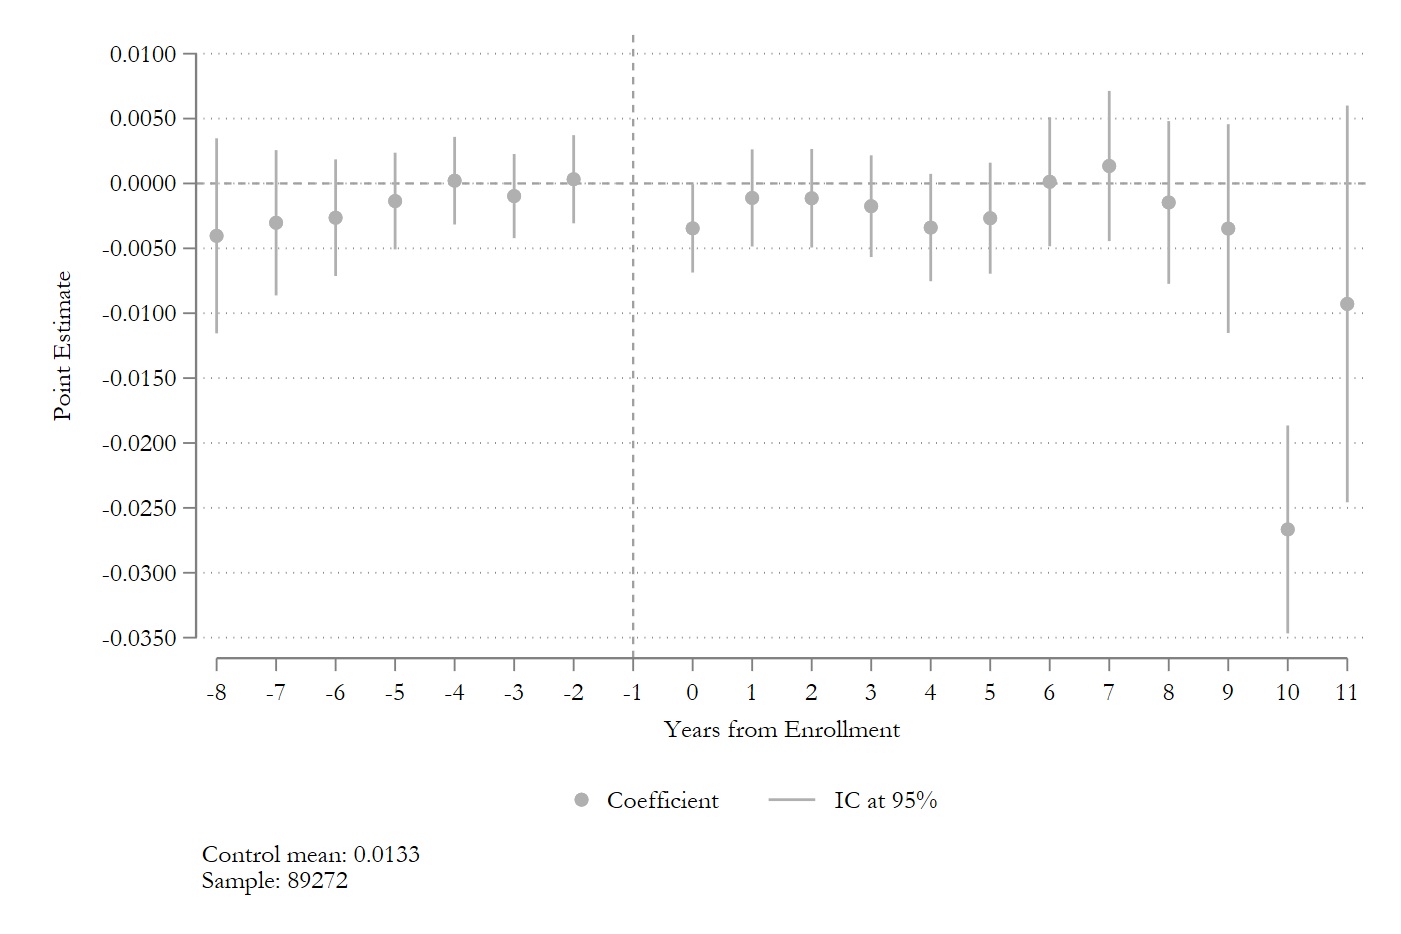 0.0100
0.0050
0.0000
-0.0050
-0.0100
-0.0150
-0.0200
-0.0250
-0.0300
-0.0350
Point Estimate
-8 -7 -6 -5 -4 -3 -2 -1 0 1 2 3 4 5 6 7 8 9 10 11
Years from Enrollment
Coefficient IC at 95%
Control mean: 0.0133
Sample: 89272